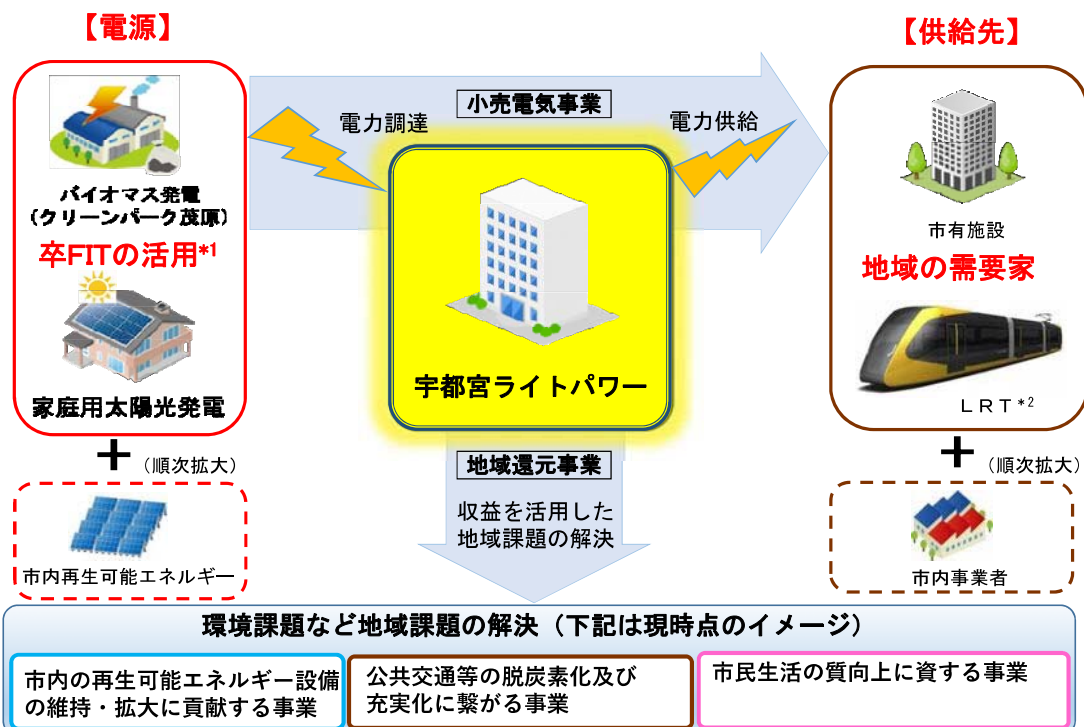 【電源】
バイオマス発電
(クリーンパーク茂原)
卒FITの活用*1
家庭用太陽光発電
+ (順次拡大)
市内再生可能エネルギー
小売電気事業
電力調達
電力供給
宇都宮ライトパワー
地域還元事業
収益を活用した
地域課題の解決
【供給先】
市有施設
地域の需要家
LRT*2
+ (順次拡大)
市内事業者
環境課題など地域課題の解決(下記は現時点のイメージ)
市内の再生可能エネルギー設備
の維持・拡大に貢献する事業
公共交通等の脱炭素化及び
充実化に繋がる事業
市民生活の質向上に資する事業